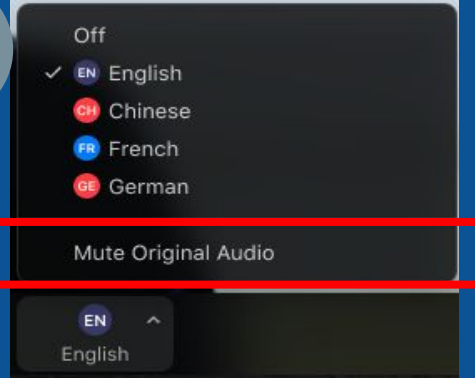 Off
EN English
CH Chinese
FR French
GE German
Mute Original Audio
EN
English